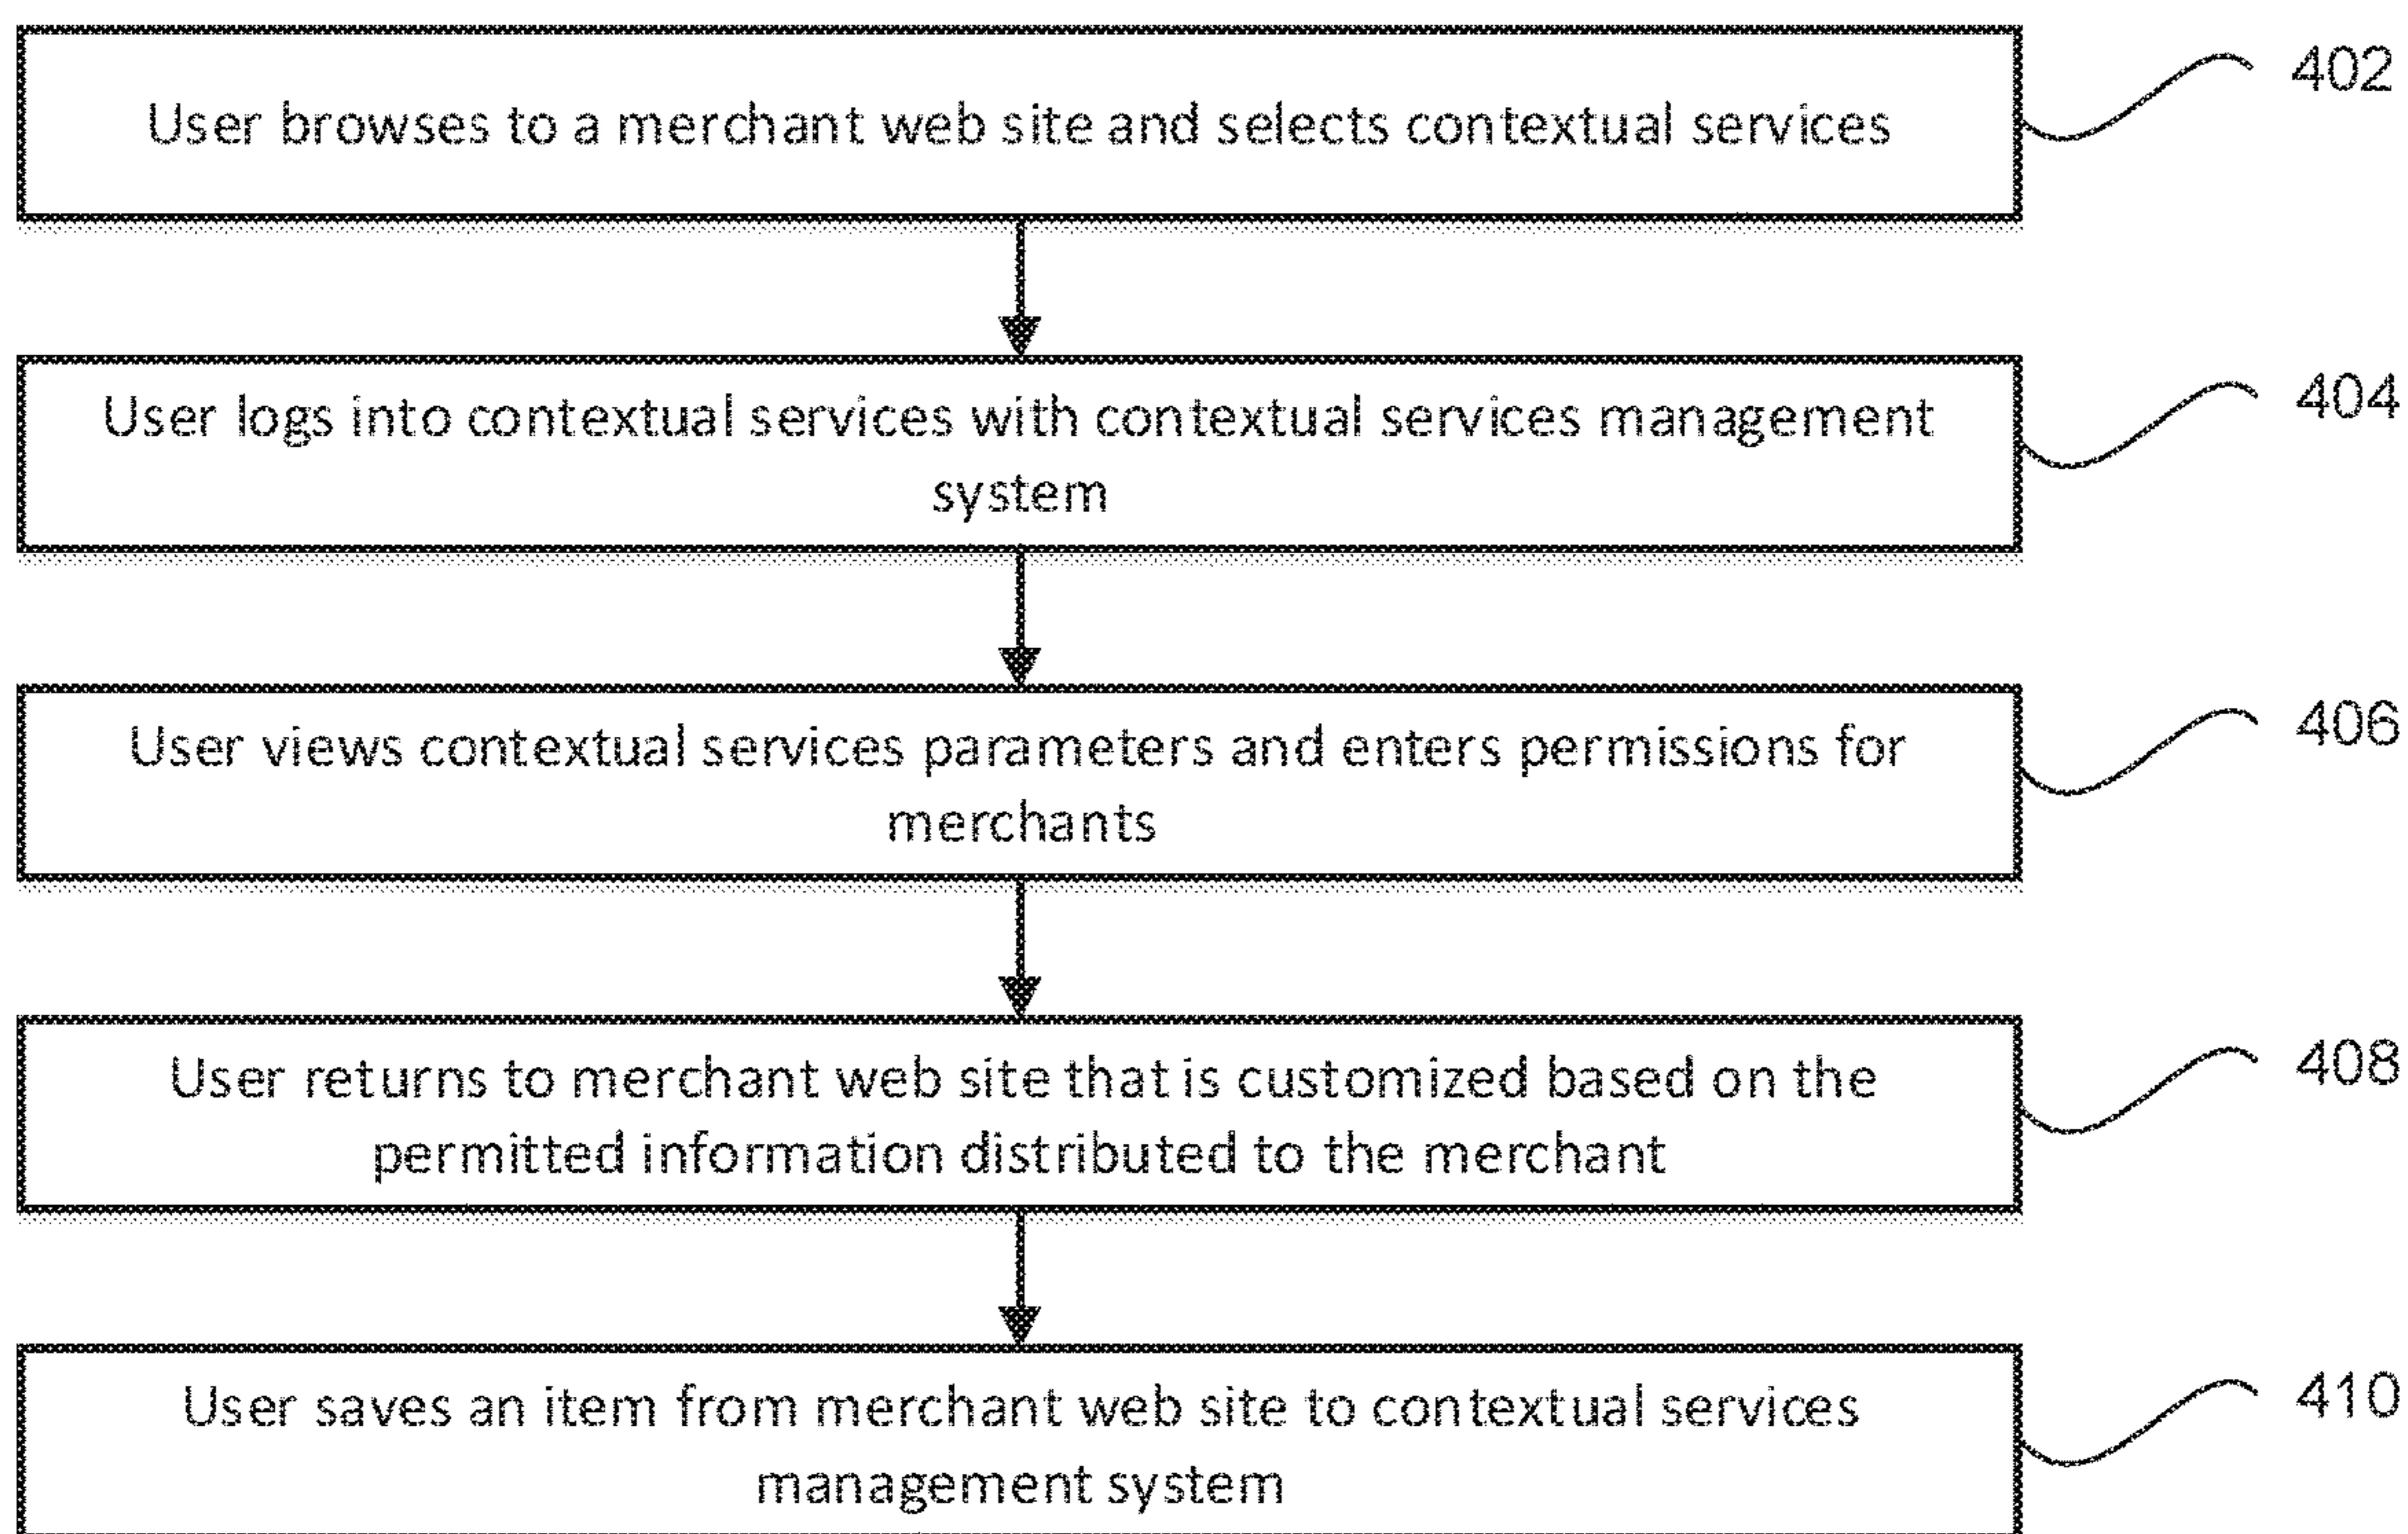 User browses to a merchant web site and selects contextual services
402
User logs into contextual services with contextual services management
system
404
User views contextual services parameters and enters permissions for
merchants
406
User returns to merchant web site that is customized based on the
permitted information distributed to the merchant
408
User saves an item from merchant web site to contextual services
management system
410